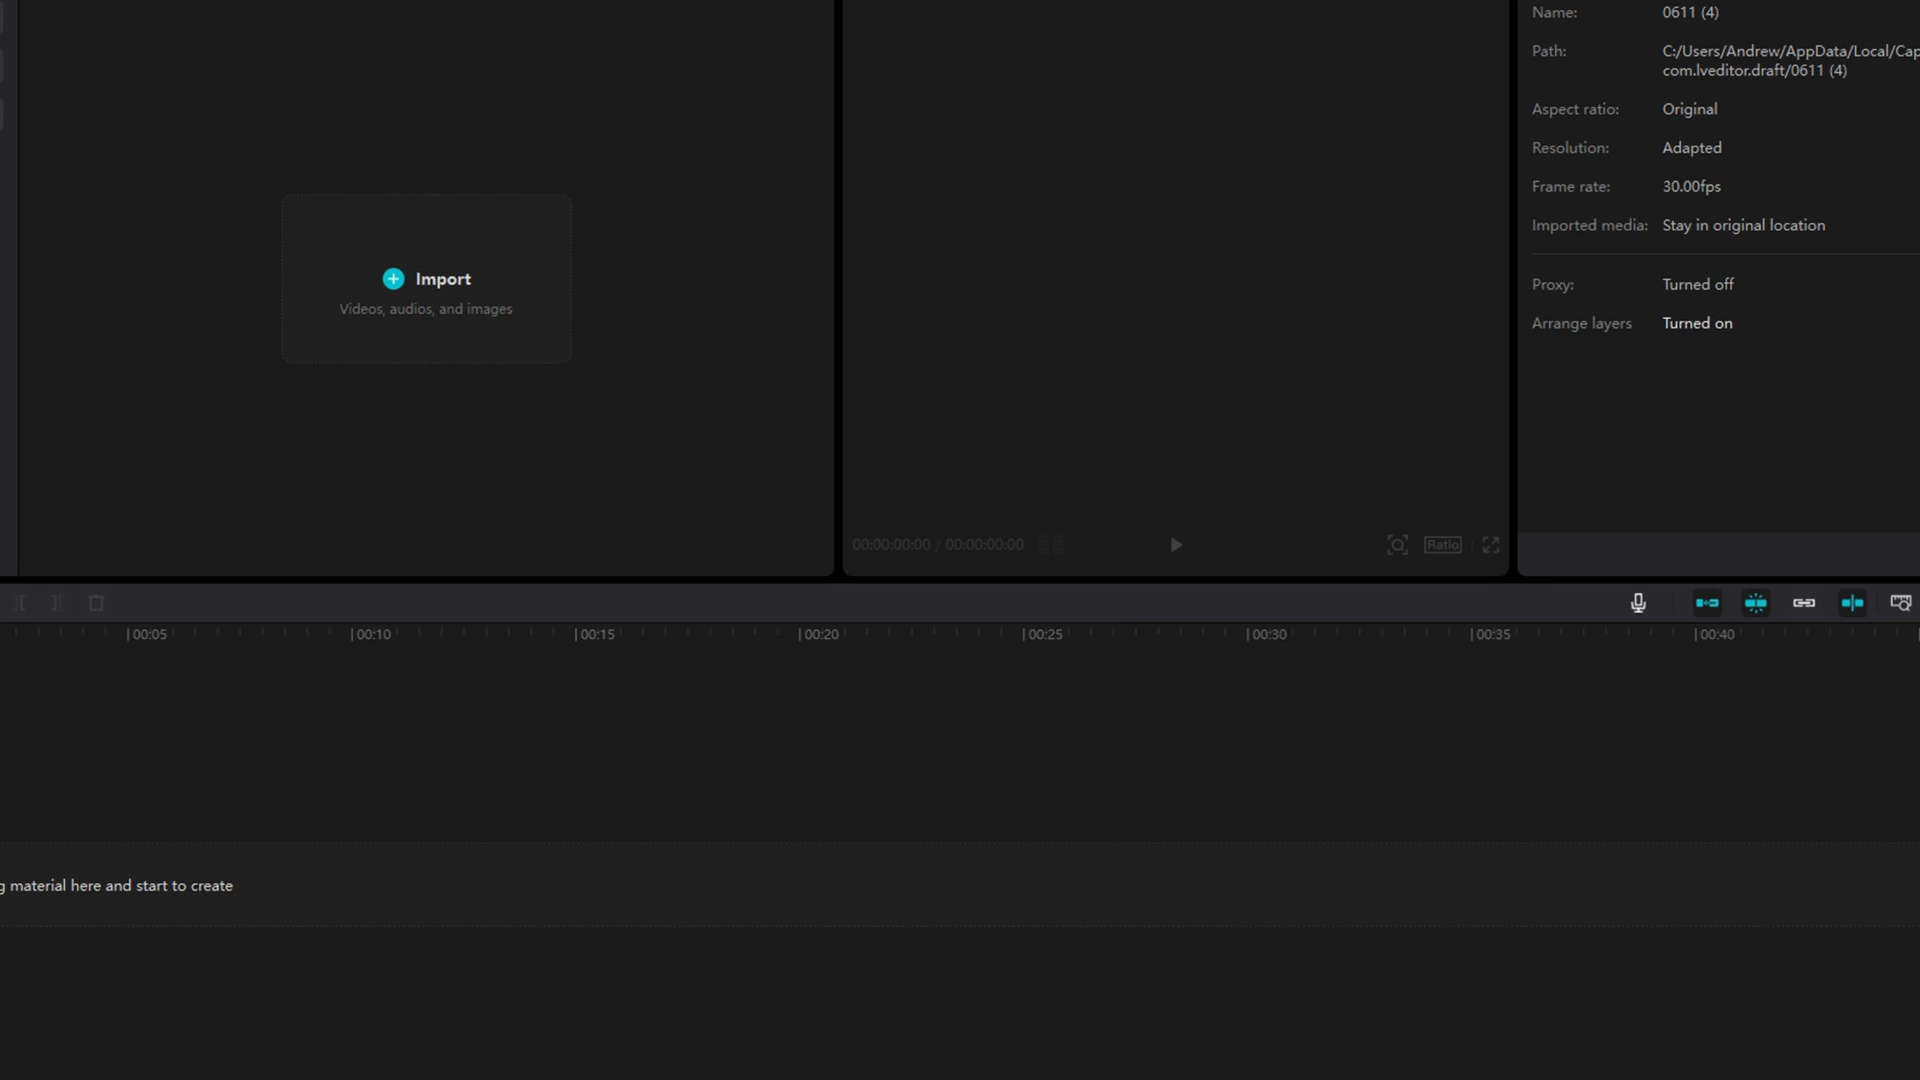 Name: 0611 (4)
Path: C:/Users/Andrew/AppData/Local/Cap
com.lveditor.draft/0611 (4)
Aspect ratio: Original
Resolution: Adapted
Frame rate: 30.00fps
Imported media: Stay in original location
Proxy: Turned off
Arrange layers Turned on
Import
Videos, audios, and images
00:00:00:00 / 00:00:00:00
Ratio
00:05 00:10 00:15 00:20 00:25 00:30 00:35 00:40
g material here and start to create